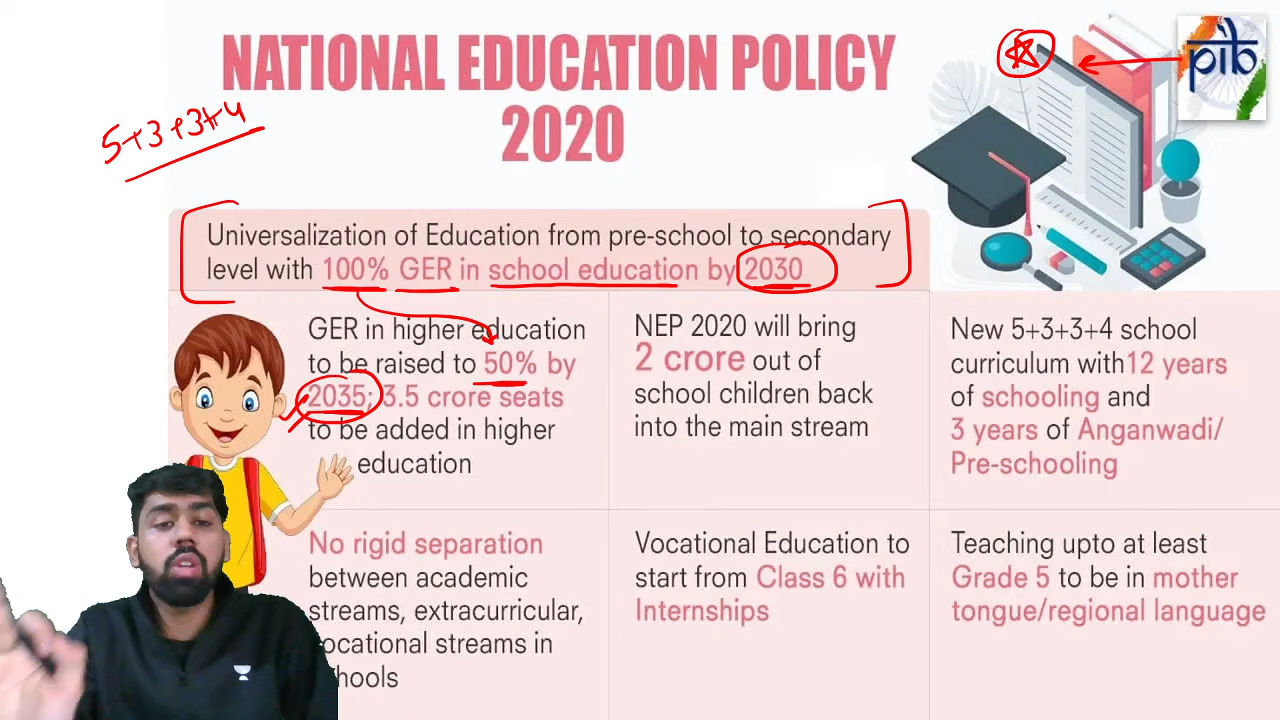 NATIONAL EDUCATION POLICY
2020
pib
5+3+3+4
Universalization of Education from pre-school to secondary
level with 100% GER in school education by 2030
GER in higher education
to be raised to 50% by
2035; 3.5 crore seats
to be added in higher
education
NEP 2020 will bring
2 crore out of
school children back
into the main stream
New 5+3+3+4 school
curriculum with 12 years
of schooling and
3 years of Anganwadi/
Pre-schooling
No rigid separation
between academic
streams, extracurricular,
vocational streams in
Vocational Education to
start from Class 6 with
Internships
Teaching upto at least
Grade 5 to be in mother
tongue/regional language